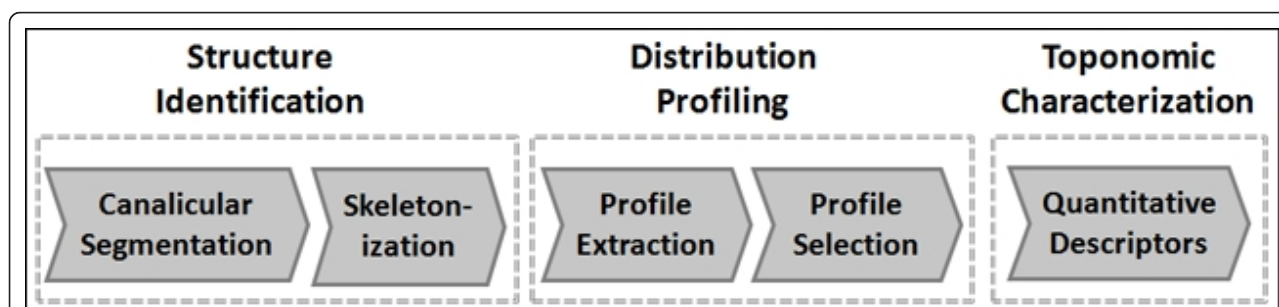 Structure
Identification
Distribution
Profiling
Toponomic
Characterization
Canalicular
Segmentation
Skeleton-
ization
Profile
Extraction
Profile
Selection
Quantitative
Descriptors